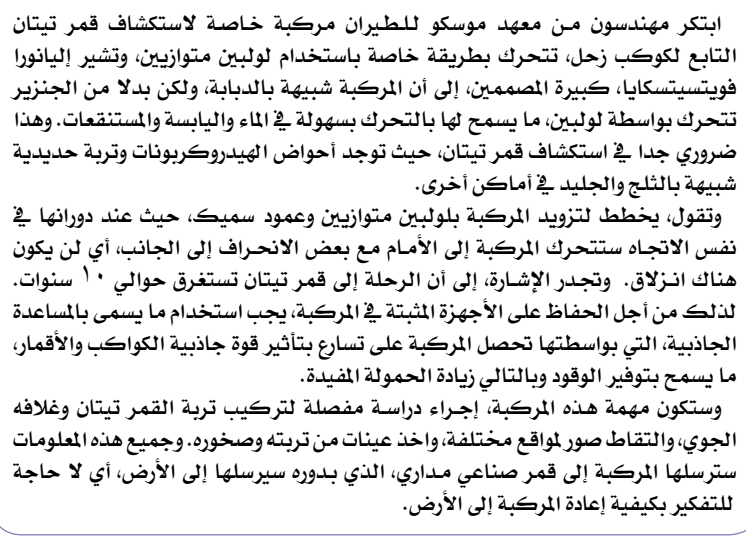 ابتكر مهندسون من معهد موسكو للطيران مركبة خاصة لاستكشاف قمر تيتان
التابع لكوكب زحل، تتحرك بطريقة خاصة باستخدام لولبين متوازيين، وتشير إليانورا
فويتسيتسكايا، كبيرة المصممين، إلى أن المركبة شبيهة بالدبابة، ولكن بدلا من الجنزير
تتحرك بواسطة لولبين، ما يسمح لها بالتحرك بسهولة في الماء واليابسة والمستنقعات. وهذا
ضروري جدا في استكشاف قمر تيتان، حيث توجد أحواض الهيدروكربونات وتربة حديدية
شبيهة بالثلج والجليد في أماكن أخرى.
وتقول، يخطط لتزويد المركبة بلولبين متوازيين وعمود سميك، حيث عند دورانها في
نفس الاتجاه ستتحرك المركبة إلى الأمام مع بعض الانحراف إلى الجانب، أي لن يكون
هناك انزلاق. وتجدر الإشارة، إلى أن الرحلة إلى قمر تيتان تستغرق حوالي ١٠ سنوات.
لذلك من أجل الحفاظ على الأجهزة المثبتة في المركبة، يجب استخدام ما يسمى بالمساعدة
الجاذبية، التي بواسطتها تحصل المركبة على تسارع بتأثير قوة جاذبية الكواكب والأقمار،
ما يسمح بتوفير الوقود وبالتالي زيادة الحمولة المفيدة.
وستكون مهمة هذه المركبة، إجراء دراسة مفصلة لتركيب تربة القمر تيتان وغلافه
الجوي، والتقاط صور لمواقع مختلفة، واخذ عينات من تربته وصخوره. وجميع هذه المعلومات
سترسلها المركبة إلى قمر صناعي مداري، الذي بدوره سيرسلها إلى الأرض، أي لا حاجة
للتفكير بكيفية إعادة المركبة إلى الأرض.